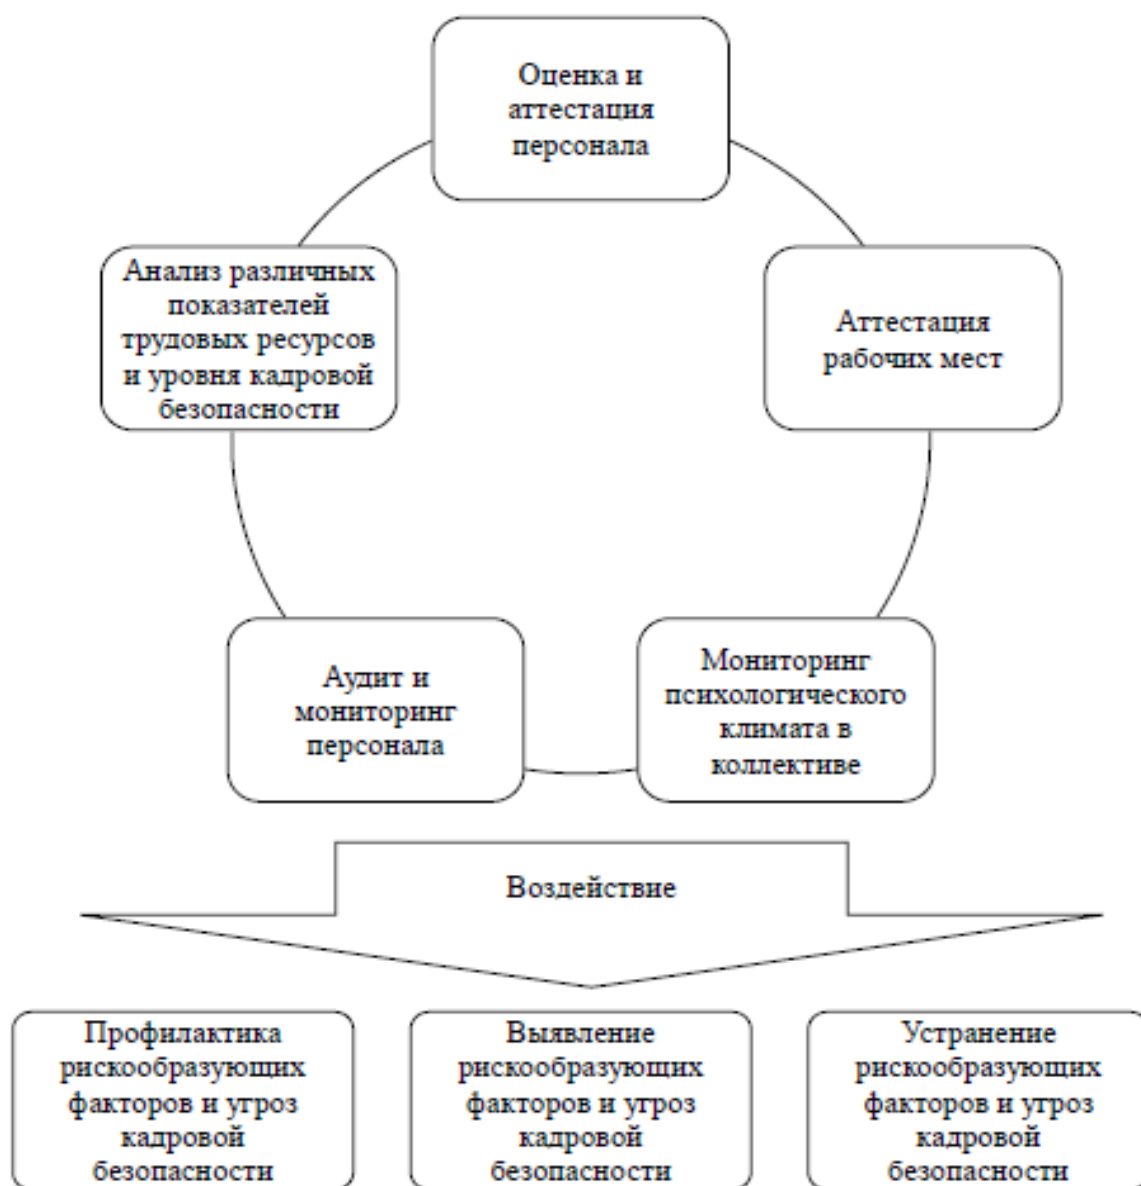 Оценка и
аттестация
персонала
Анализ различных
показателей
трудовых ресурсов
и уровня кадровой
безопасности
Аттестация
рабочих мест
Аудит и
мониторинг
персонала
Мониторинг
психологического
климата в
коллективе
Воздействие
Профилактика
рискообразующих
факторов и угроз
кадровой
безопасности
Выявление
рискообразующих
факторов и угроз
кадровой
безопасности
Устранение
рискообразующих
факторов и угроз
кадровой
безопасности